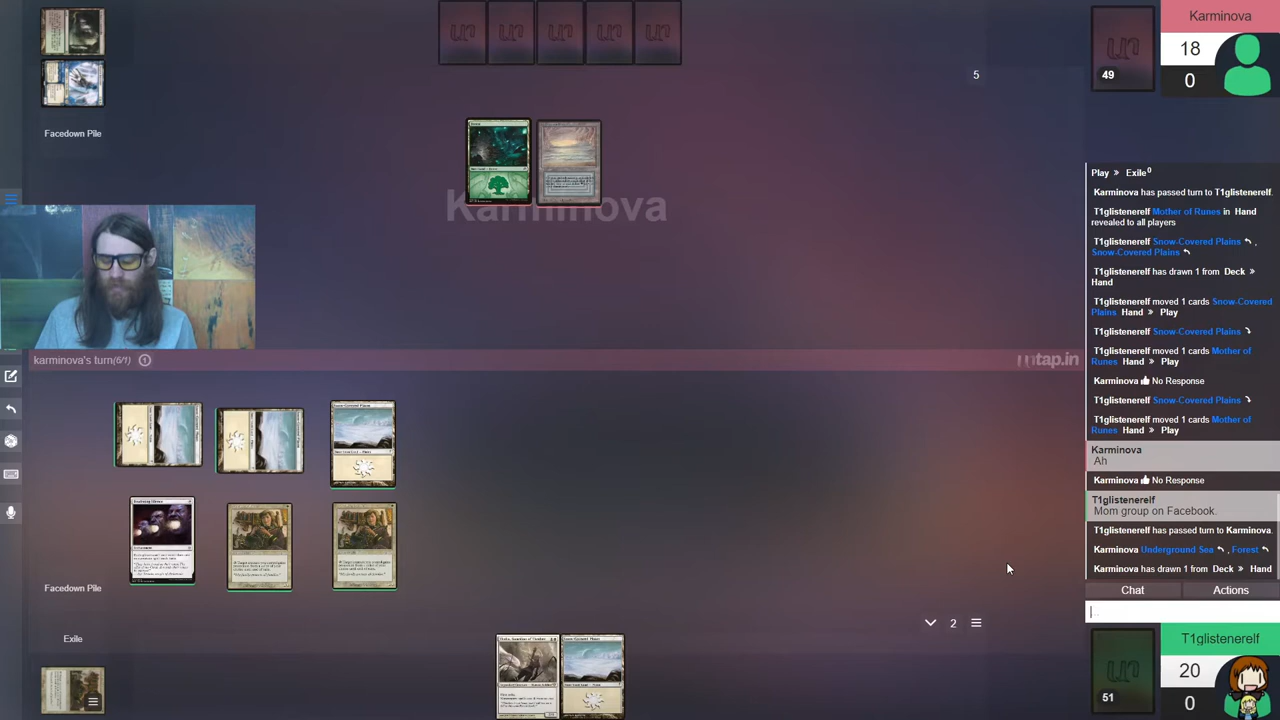 Karminova
18
0
49
5
Facedown Pile
Karminova
Play » Exile⁰
Karminova has passed turn to T1glistenerelf.
T1glistenerelf Mother of Runes in Hand
revealed to all players
T1glistenerelf Snow-Covered Plains ,
Snow-Covered Plains
T1glistenerelf has drawn 1 from Deck »
Hand
T1glistenerelf moved 1 cards Snow-Covered
Plains Hand » Play
T1glistenerelf Snow-Covered Plains
T1glistenerelf moved 1 cards Mother of
Runes Hand » Play
Karminova No Response
T1glistenerelf Snow-Covered Plains
T1glistenerelf moved 1 cards Mother of
Runes Hand » Play
Karminova
Ah
Karminova No Response
T1glistenerelf
Mom group on Facebook.
T1glistenerelf has passed turn to Karminova.
Karminova Underground Sea , Forest
Karminova has drawn 1 from Deck » Hand
Chat Actions
karminova's turn(6/1) 1
untap.in
Facedown Pile
Exile
2
T1glistenerelf
20
0
51